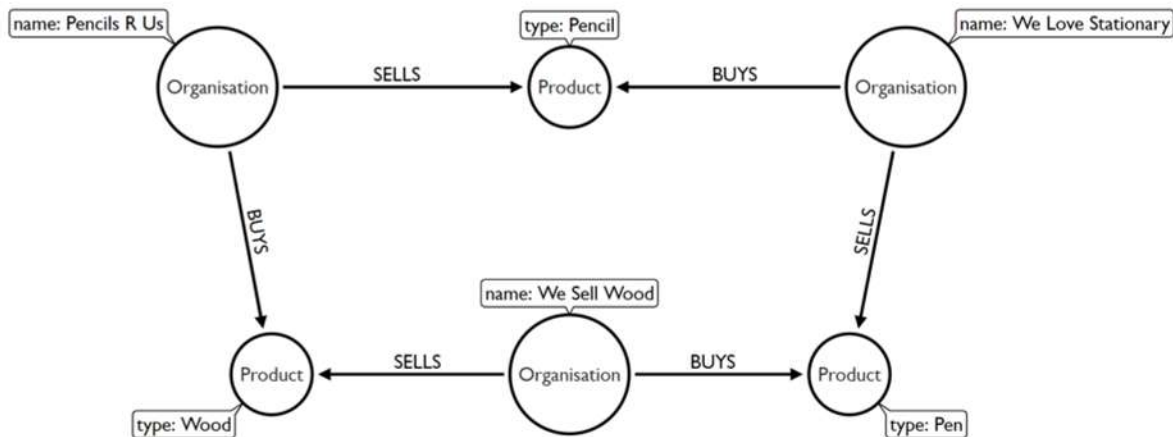 name: Pencils R Us
type: Pencil
name: We Love Stationary
Organisation
SELLS
Product
BUYS
Organisation
BUYS
SELLS
name: We Sell Wood
Product
SELLS
Organisation
BUYS
Product
type: Wood
type: Pen